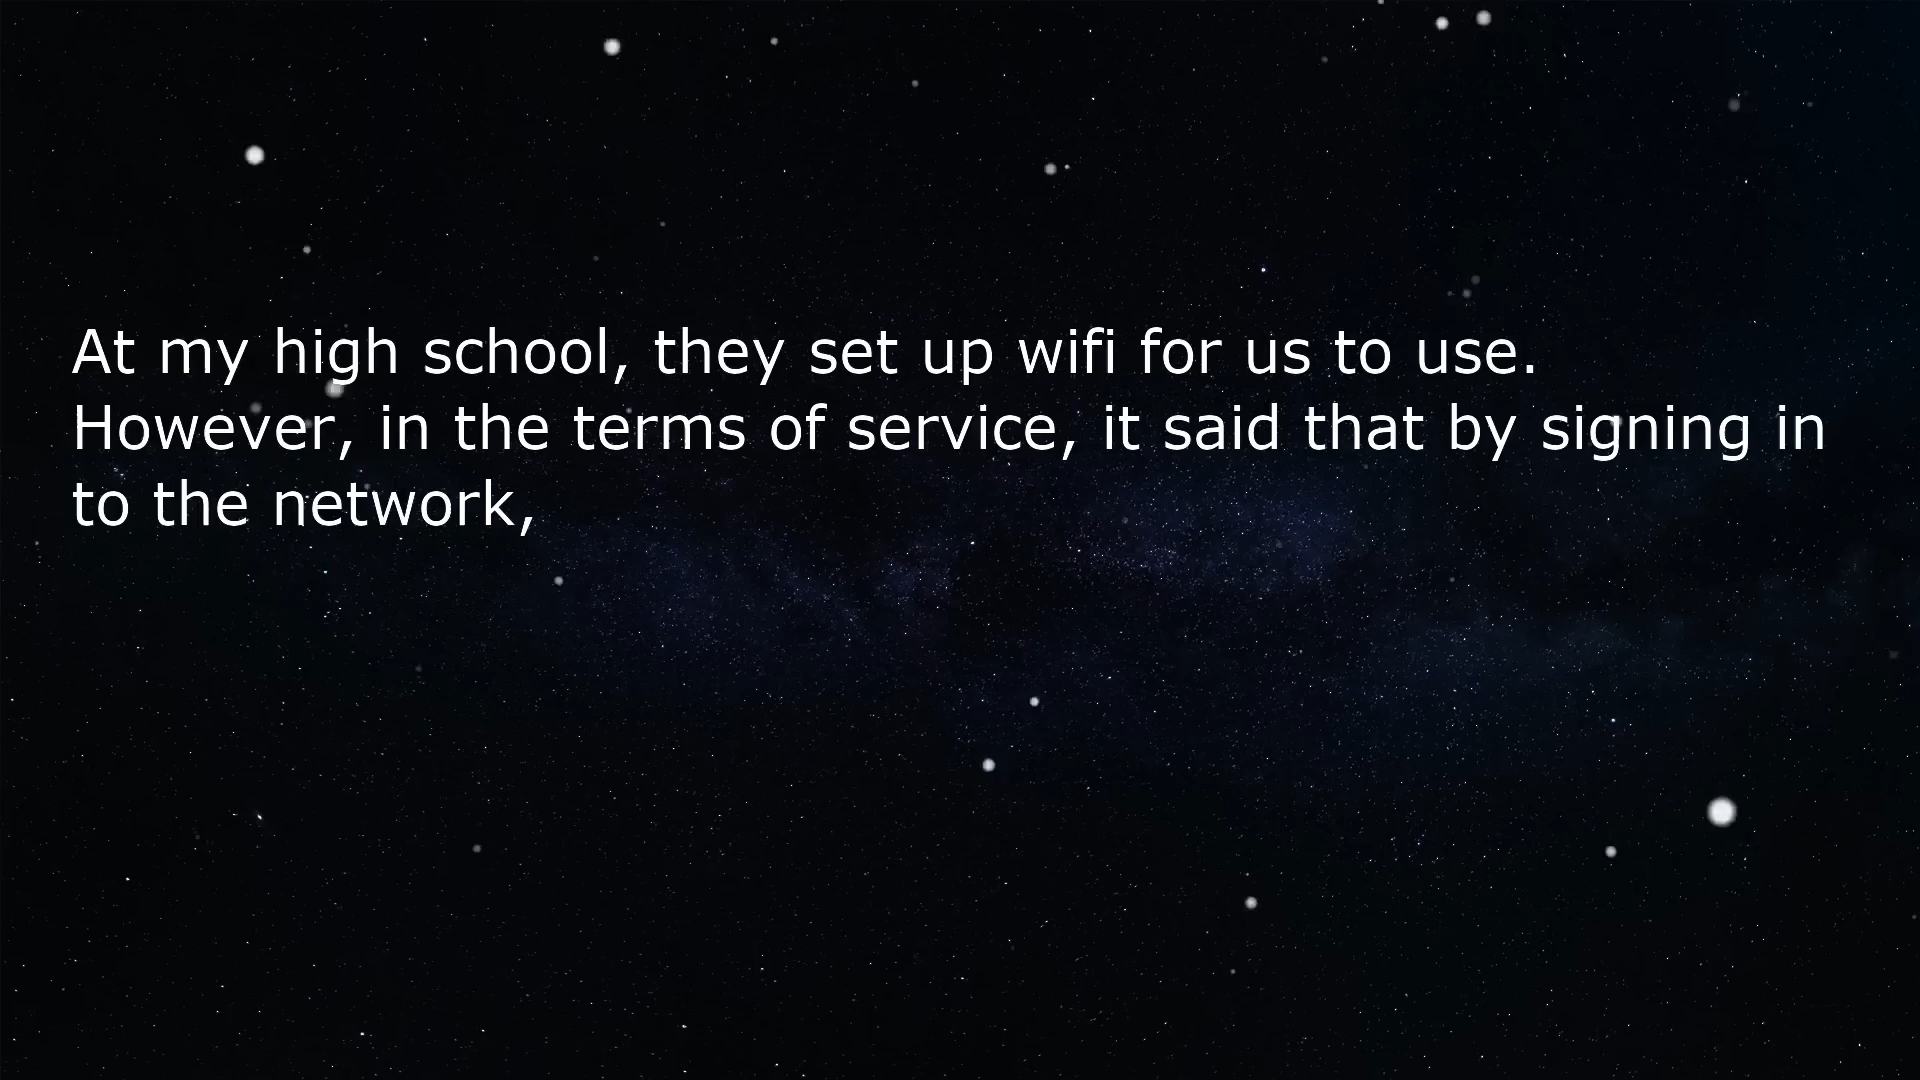 At my high school, they set up wifi for us to use.
However, in the terms of service, it said that by signing in
to the network,